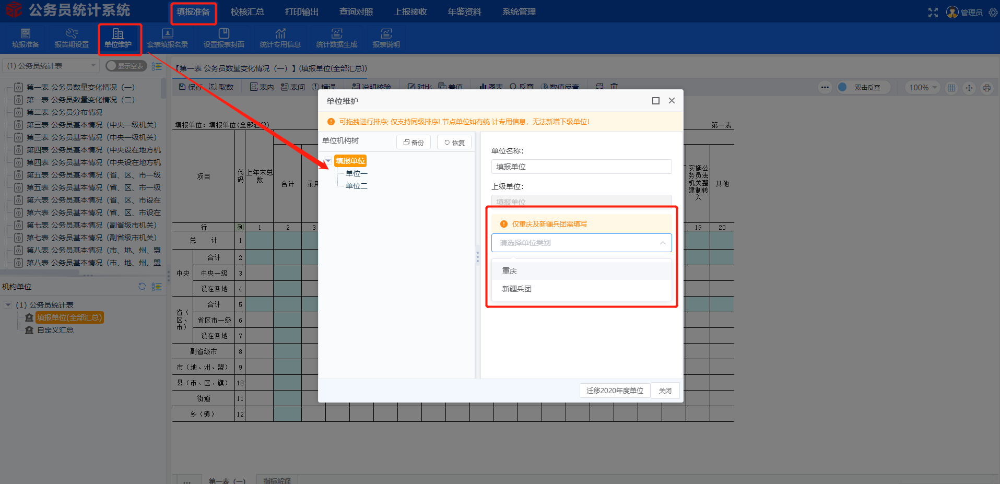 公务员统计系统
填报准备 校核汇总 打印输出 查询对照 上报接收 年鉴资料 系统管理
管理员
填报准备 报告期设置 单位维护 套表填报名录 设置报表封面 统计专用信息 统计数据生成 报表说明
(1) 公务员统计表
显示空表
第一表 公务员数量变化情况（一）
第一表 公务员数量变化情况（二）
第二表 公务员分布情况
第三表 公务员基本情况（中央一级机关）
第三表 公务员基本情况（中央一级机关）
第四表 公务员基本情况（中央设在地方机
第四表 公务员基本情况（中央设在地方机
第五表 公务员基本情况（省、区、市一级
第五表 公务员基本情况（省、区、市一级
第六表 公务员基本情况（省、区、市设在
第六表 公务员基本情况（省、区、市设在
第七表 公务员基本情况（副省级市机关）
第七表 公务员基本情况（副省级市机关）
第八表 公务员基本情况（市、地、州、盟
第八表 公务员基本情况（市、地、州、盟
机构单位
(1) 公务员统计表
填报单位(全部汇总)
自定义汇总
【第一表 公务员数量变化情况（一）】(填报单位(全部汇总))
保存 取数 表内 表间 错误 说明校验 对比 差值 图表 反查 数值反查
双击反查
100%
填报单位：填报单位(全部汇总)
第一表
项目
代码
上年末总数
合计
录用
实施公务员法机关整建制转入
其他
行 列 1 2 3 19 20
总 计 1
中央
合计 2
中央一级 3
设在各地 4
省（区、市）
合计 5
省区市一级 6
设在各地 7
副省级市 8
市（地、州、盟） 9
县（市、区、旗） 10
街道 11
乡（镇） 12
第一表（一）
指标解释
单位维护
可拖拽进行排序; 仅支持同级排序! 节点单位如有统 计专用信息，无法新增下级单位!
单位机构树
备份
恢复
填报单位
单位一
单位二
单位名称：
填报单位
上级单位：
填报单位
仅重庆及新疆兵团需填写
请选择单位类别
重庆
新疆兵团
迁移2020年度单位
关闭